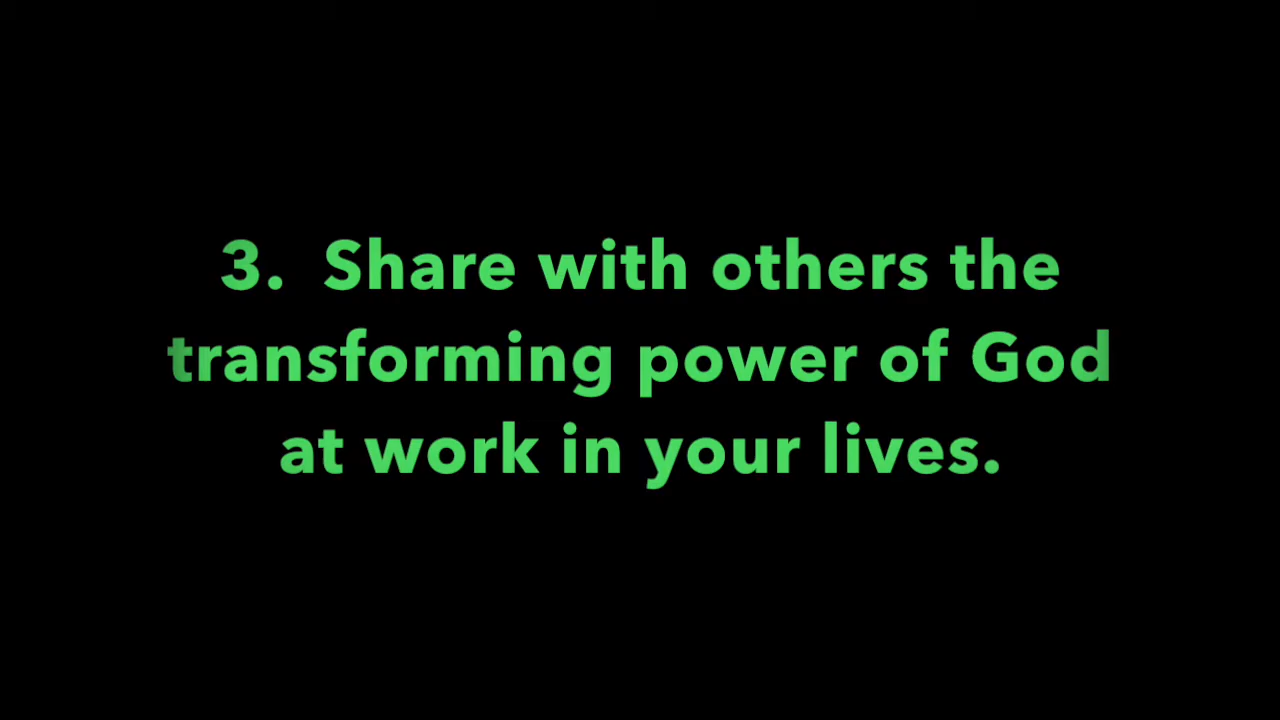 3.  Share with others the
transforming power of God
at work in your lives.